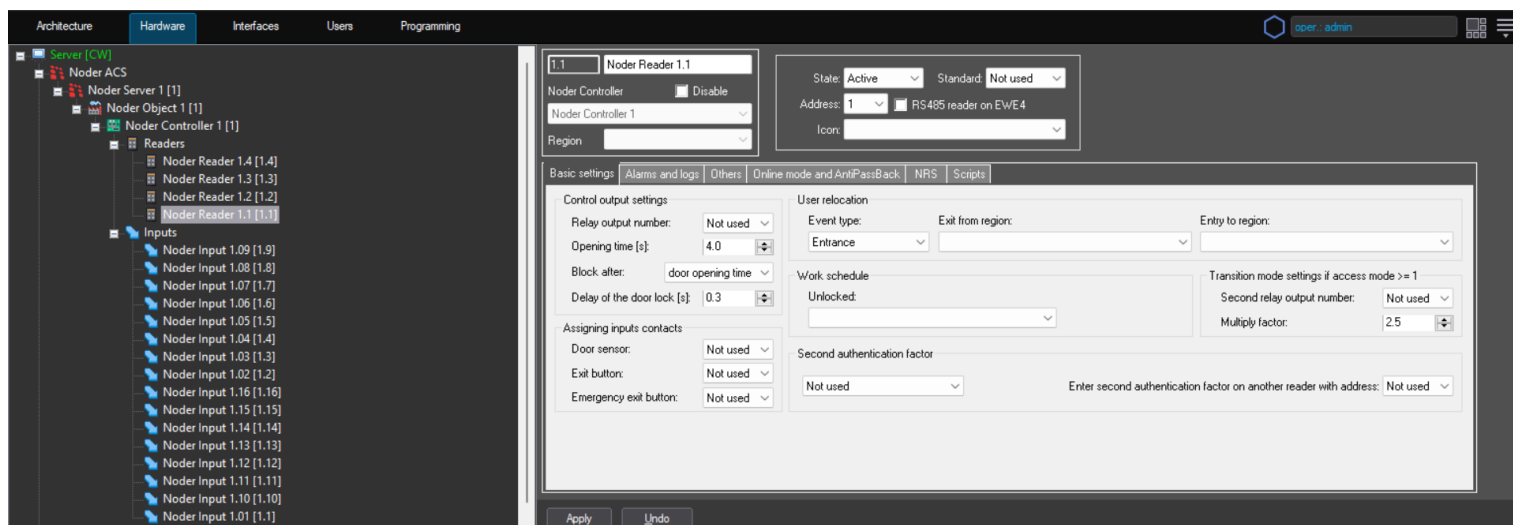 Architecture Hardware Interfaces Users Programming oper.: admin
Server [CW]
Noder ACS
Noder Server 1 [1]
Noder Object 1 [1]
Noder Controller 1 [1]
Readers
Noder Reader 1.4 [1.4]
Noder Reader 1.3 [1.3]
Noder Reader 1.2 [1.2]
Noder Reader 1.1 [1.1]
Inputs
Noder Input 1.09 [1.9]
Noder Input 1.08 [1.8]
Noder Input 1.07 [1.7]
Noder Input 1.06 [1.6]
Noder Input 1.05 [1.5]
Noder Input 1.04 [1.4]
Noder Input 1.03 [1.3]
Noder Input 1.02 [1.2]
Noder Input 1.16 [1.16]
Noder Input 1.15 [1.15]
Noder Input 1.14 [1.14]
Noder Input 1.13 [1.13]
Noder Input 1.12 [1.12]
Noder Input 1.11 [1.11]
Noder Input 1.10 [1.10]
Noder Input 1.01 [1.1]
1.1 Noder Reader 1.1
Noder Controller Disable
Noder Controller 1
Region
State: Active Standard: Not used
Address: 1 RS485 reader on EWE4
Icon:
Basic settings Alarms and logs Others Online mode and AntiPassBack NRS Scripts
Control output settings
Relay output number: Not used
Opening time [s]: 4.0
Block after: door opening time
Delay of the door lock [s]: 0.3
Assigning inputs contacts
Door sensor: Not used
Exit button: Not used
Emergency exit button: Not used
User relocation
Event type: Exit from region: Entry to region:
Entrance
Work schedule
Unlocked:
Transition mode settings if access mode >= 1
Second relay output number: Not used
Multiply factor: 2.5
Second authentication factor
Not used Enter second authentication factor on another reader with address: Not used
Apply Undo